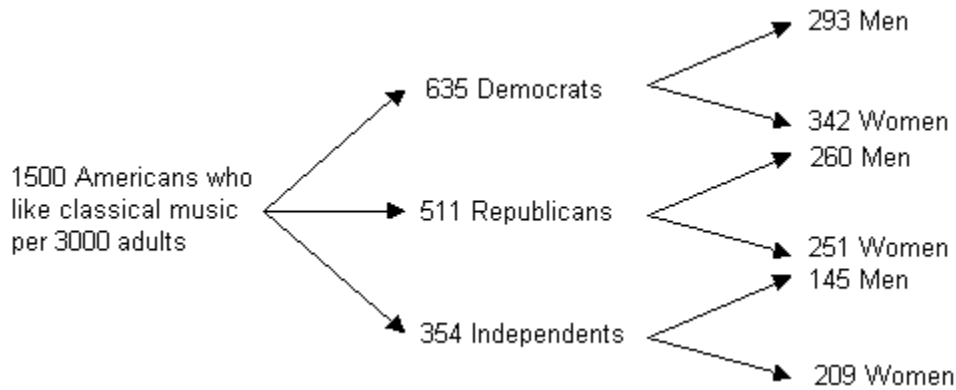 293 Men
635 Democrats
342 Women
1500 Americans who
like classical music
per 3000 adults
260 Men
511 Republicans
251 Women
145 Men
354 Independents
209 Women